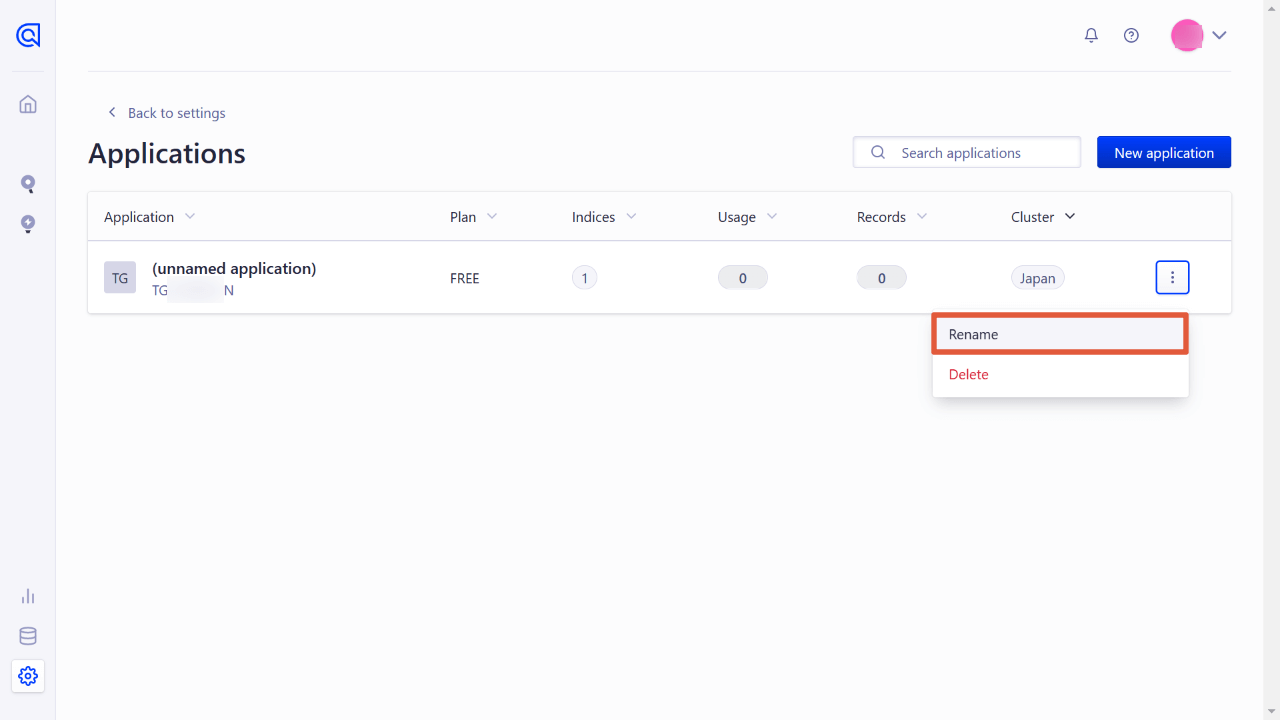 Back to settings
Applications
Search applications
New application
Application Plan Indices Usage Records Cluster
TG (unnamed application) FREE 1 0 0 Japan
TG N
Rename
Delete